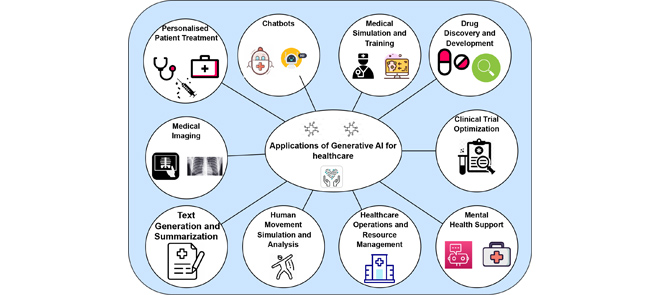 Personalised
Patient Treatment
Chatbots
Medical
Simulation and
Training
Drug
Discovery and
Development
Medical
Imaging
Applications of Generative AI for
healthcare
Clinical Trial
Optimization
Text
Generation and
Summarization
Human
Movement
Simulation and
Analysis
Healthcare
Operations and
Resource
Management
Mental
Health Support